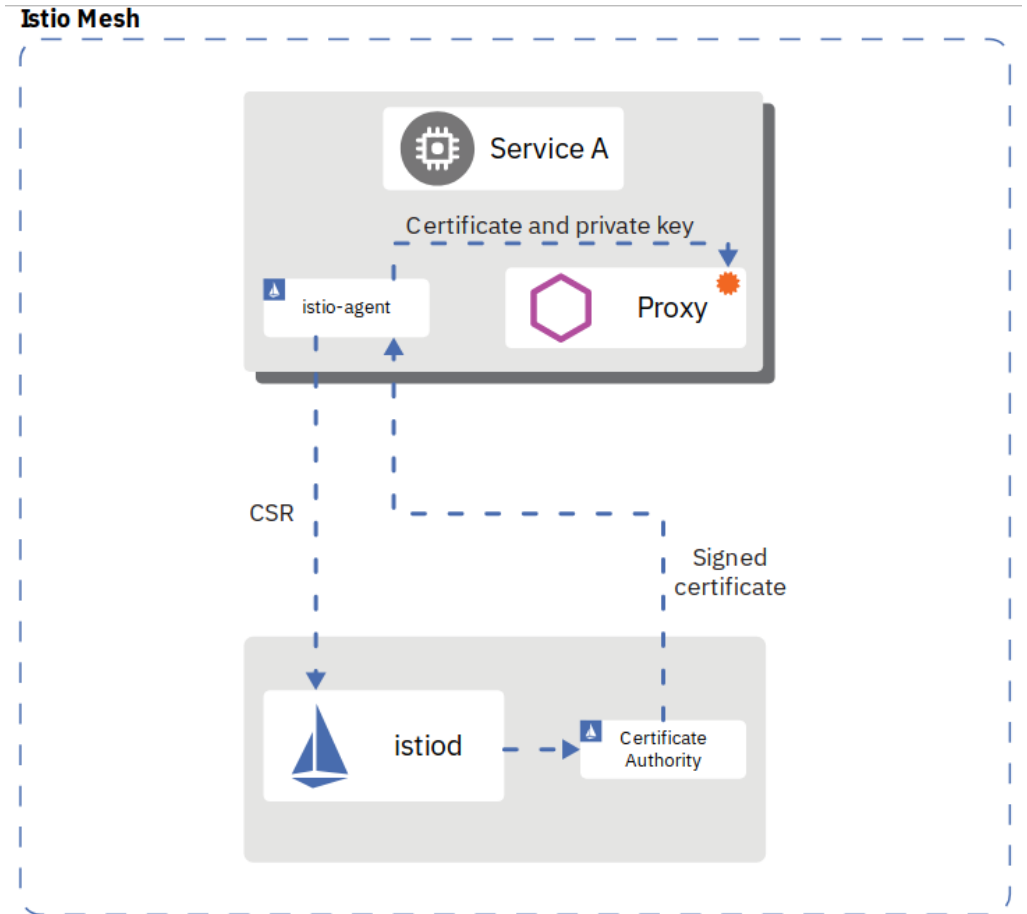 Istio Mesh
Service A
Certificate and private key
istio-agent
Proxy
CSR
Signed
certificate
istiod
Certificate
Authority